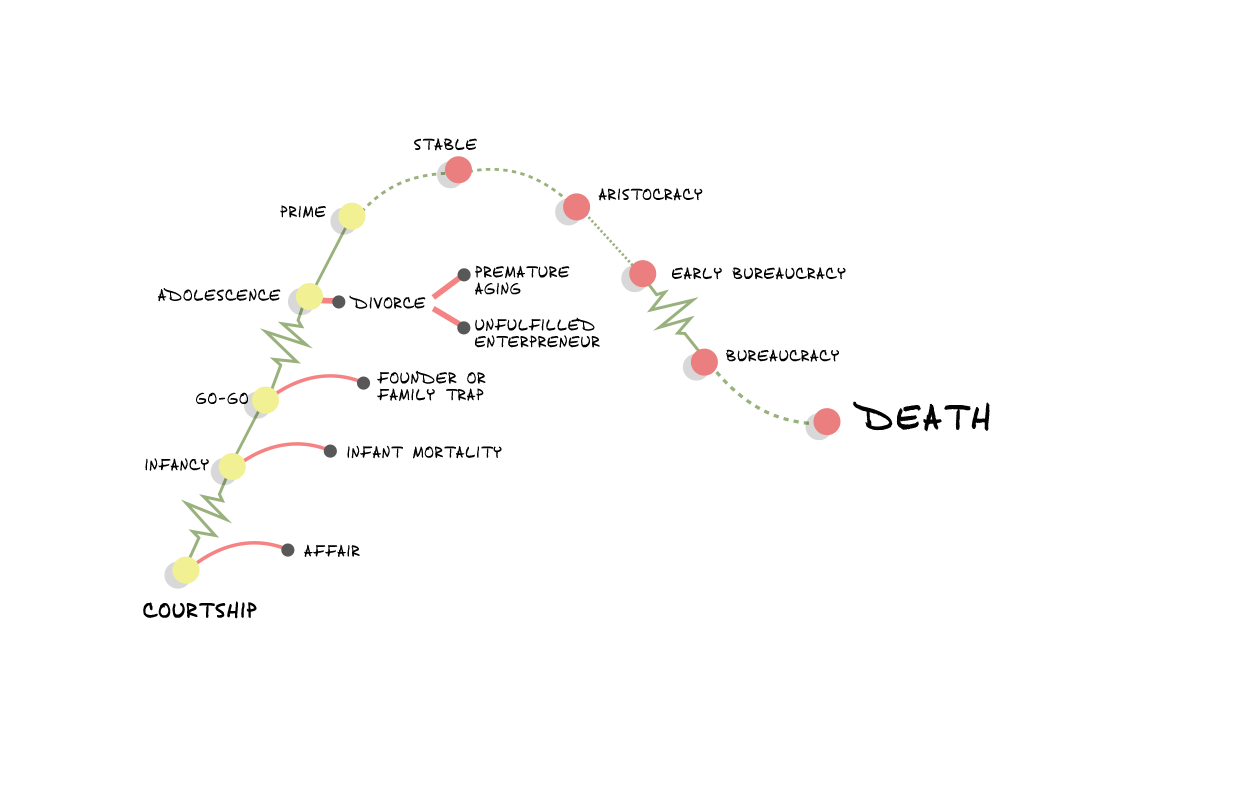 STABLE
ARISTOCRACY
PRIME
PREMATURE
AGING
EARLY BUREAUCRACY
ADOLESCENCE
DIVORCE
UNFULFILLED
ENTERPRENEUR
BUREAUCRACY
FOUNDER OR
FAMILY TRAP
GO-GO
DEATH
INFANT MORTALITY
INFANCY
AFFAIR
COURTSHIP